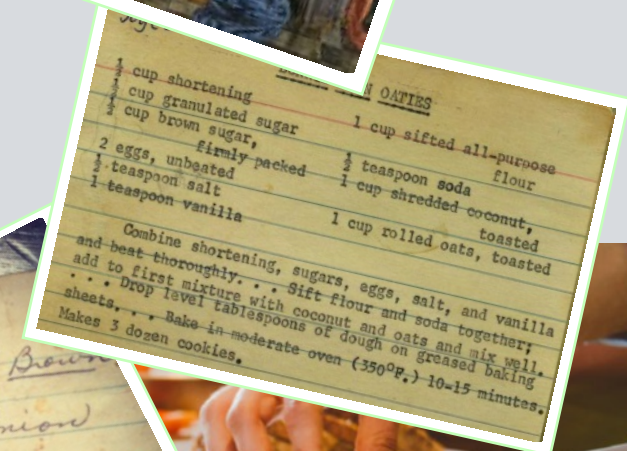 OATIES
½ cup shortening
½ cup granulated sugar
½ cup brown sugar,
firmly packed
2 eggs, unbeated
½ teaspoon salt
1 teaspoon vanilla
1 cup sifted all-purpose
flour
½ teaspoon soda
1 cup shredded coconut,
toasted
1 cup rolled oats, toasted
Combine shortening, sugars, eggs, salt, and vanilla
and beat thoroughly. . . Sift flour and soda together;
add to first mixture with coconut and oats and mix well.
. . . Drop level tablespoons of dough on greased baking
sheets. . . Bake in moderate oven (350°F.) 10-15 minutes.
Makes 3 dozen cookies.
Brown